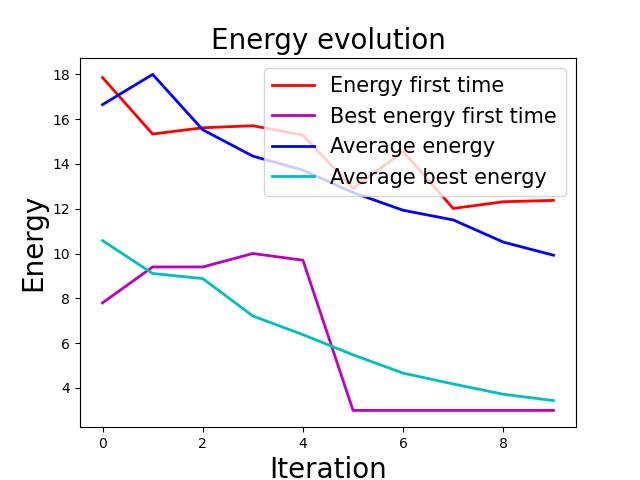 Energy evolution
Energy first time
Best energy first time
Average energy
Average best energy
Energy
18
16
14
12
10
8
6
4
0 2 4 6 8
Iteration